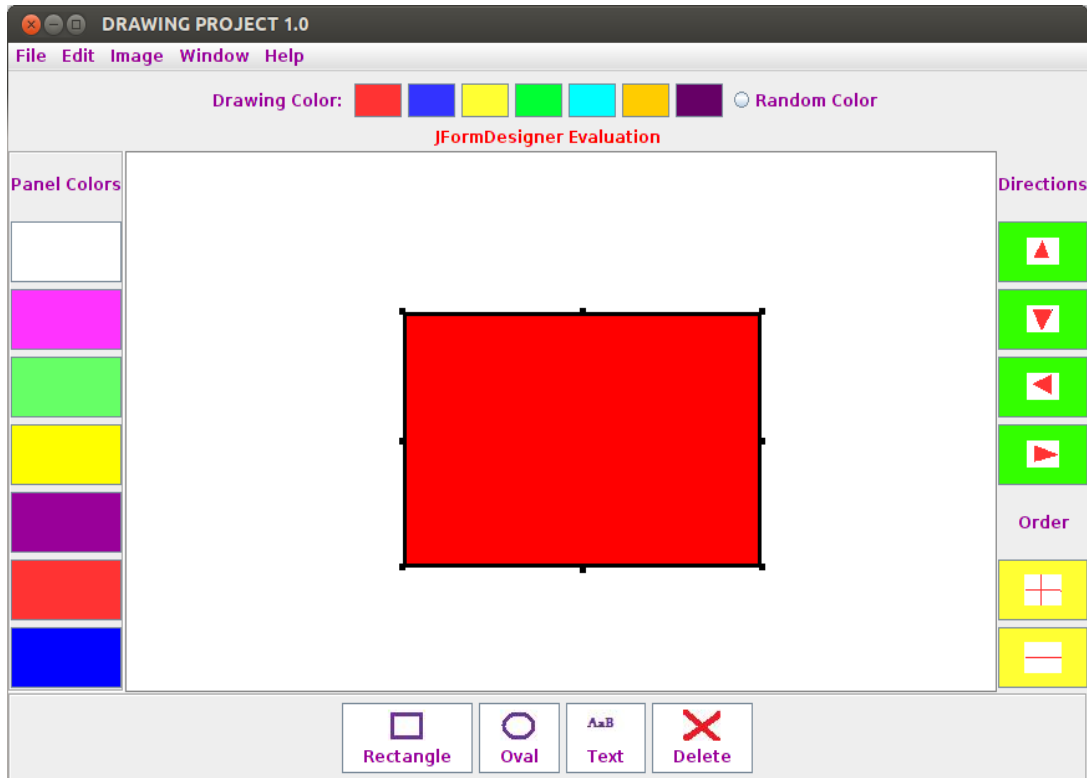 DRAWING PROJECT 1.0
File Edit Image Window Help
Drawing Color: Random Color
JFormDesigner Evaluation
Panel Colors
Directions
Order
AaB
Rectangle Oval Text Delete